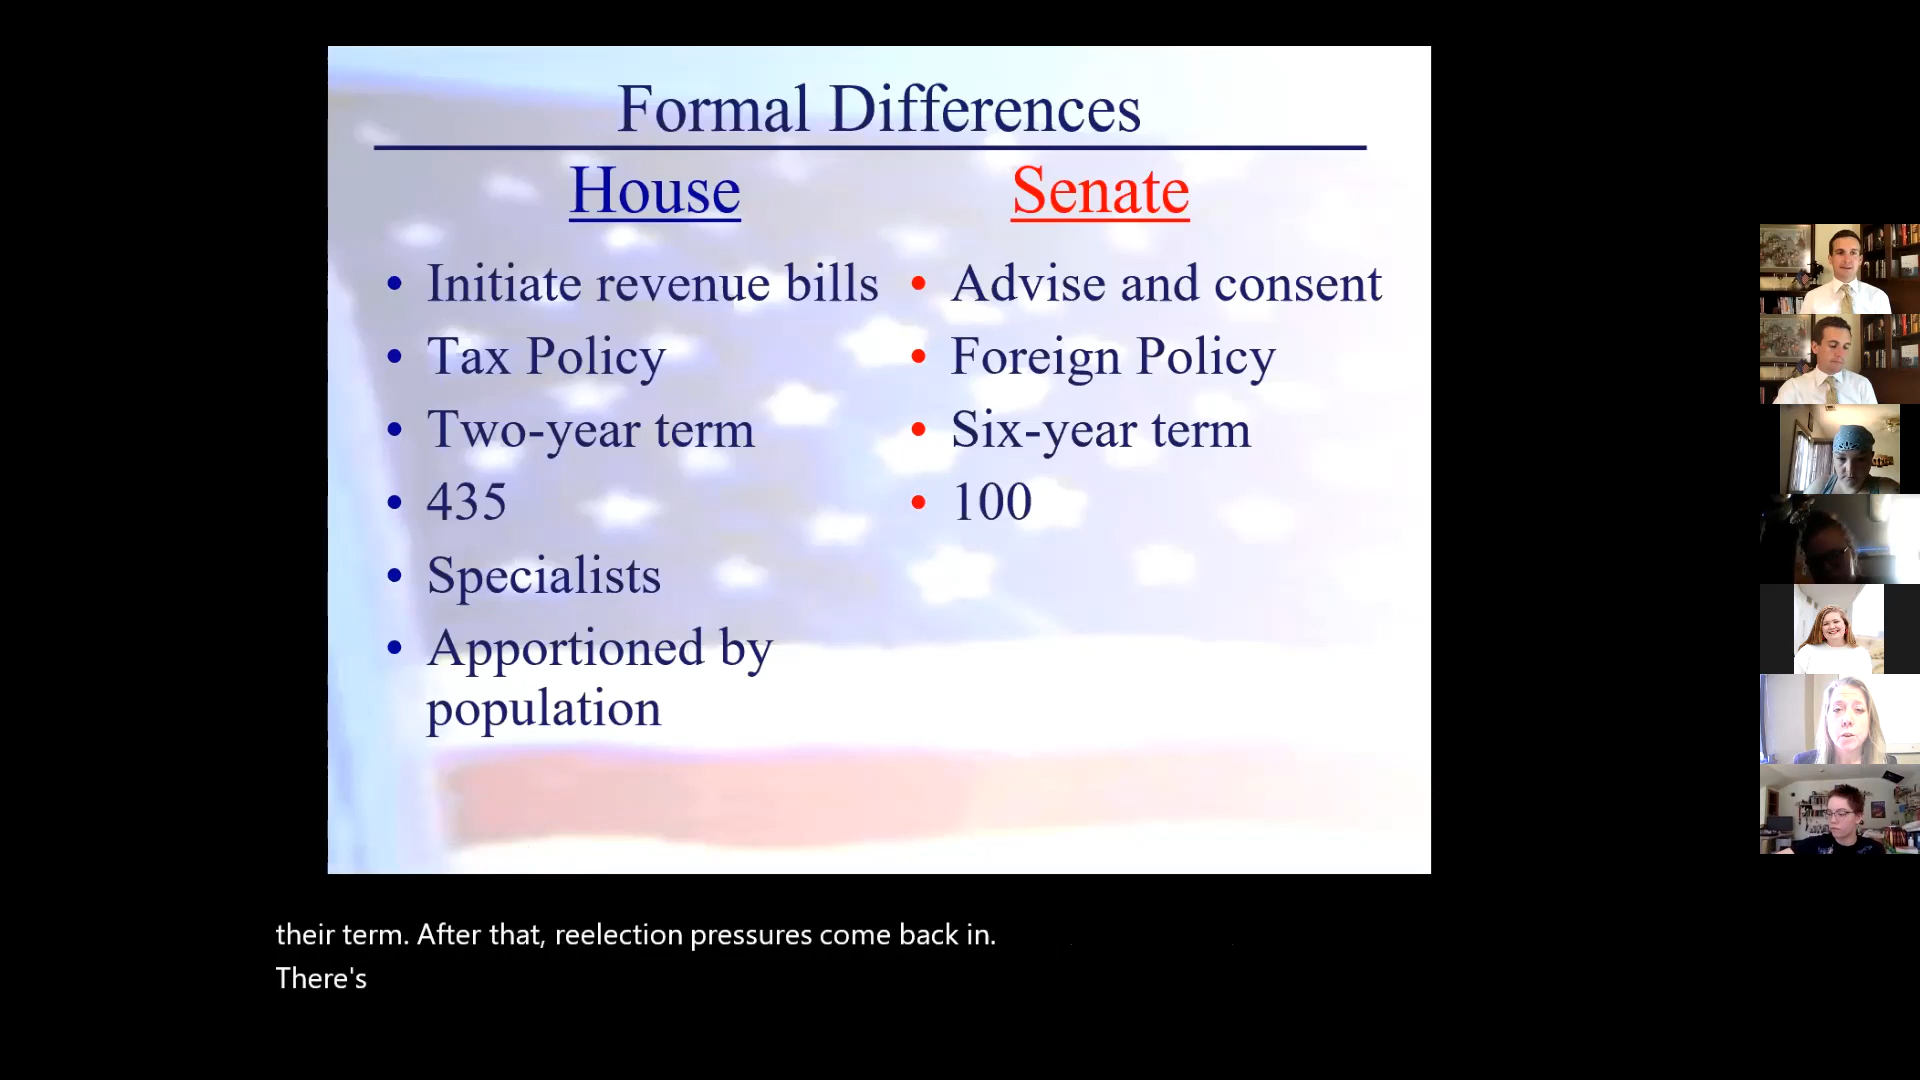 Formal Differences
House
Senate
• Initiate revenue bills
• Tax Policy
• Two-year term
• 435
• Specialists
• Apportioned by
population
• Advise and consent
• Foreign Policy
• Six-year term
• 100
their term. After that, reelection pressures come back in.
There's